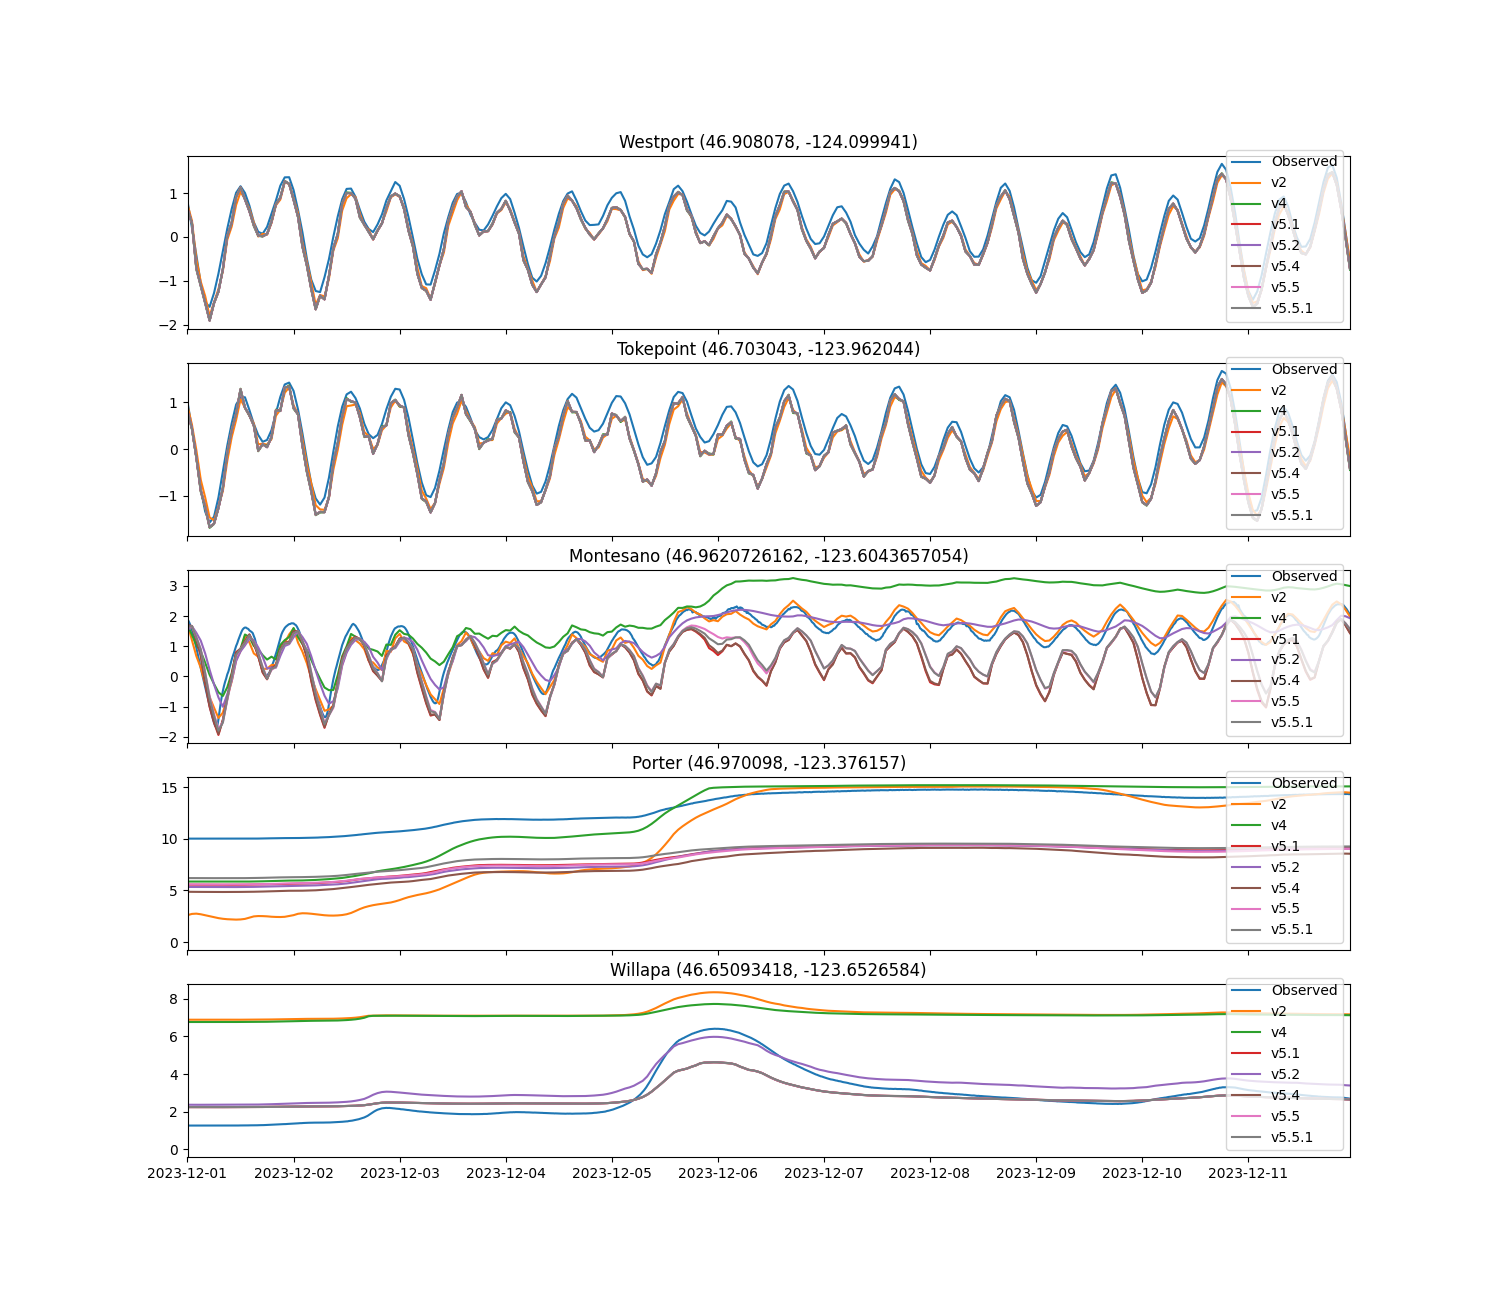 Westport (46.908078, -124.099941)
1
0
−1
−2
Observed
v2
v4
v5.1
v5.2
v5.4
v5.5
v5.5.1
Tokepoint (46.703043, -123.962044)
1
0
−1
Observed
v2
v4
v5.1
v5.2
v5.4
v5.5
v5.5.1
Montesano (46.9620726162, -123.6043657054)
3
2
1
0
−1
−2
Observed
v2
v4
v5.1
v5.2
v5.4
v5.5
v5.5.1
Porter (46.970098, -123.376157)
15
10
5
0
Observed
v2
v4
v5.1
v5.2
v5.4
v5.5
v5.5.1
Willapa (46.65093418, -123.6526584)
8
6
4
2
0
Observed
v2
v4
v5.1
v5.2
v5.4
v5.5
v5.5.1
2023-12-01 2023-12-02 2023-12-03 2023-12-04 2023-12-05 2023-12-06 2023-12-07 2023-12-08 2023-12-09 2023-12-10 2023-12-11